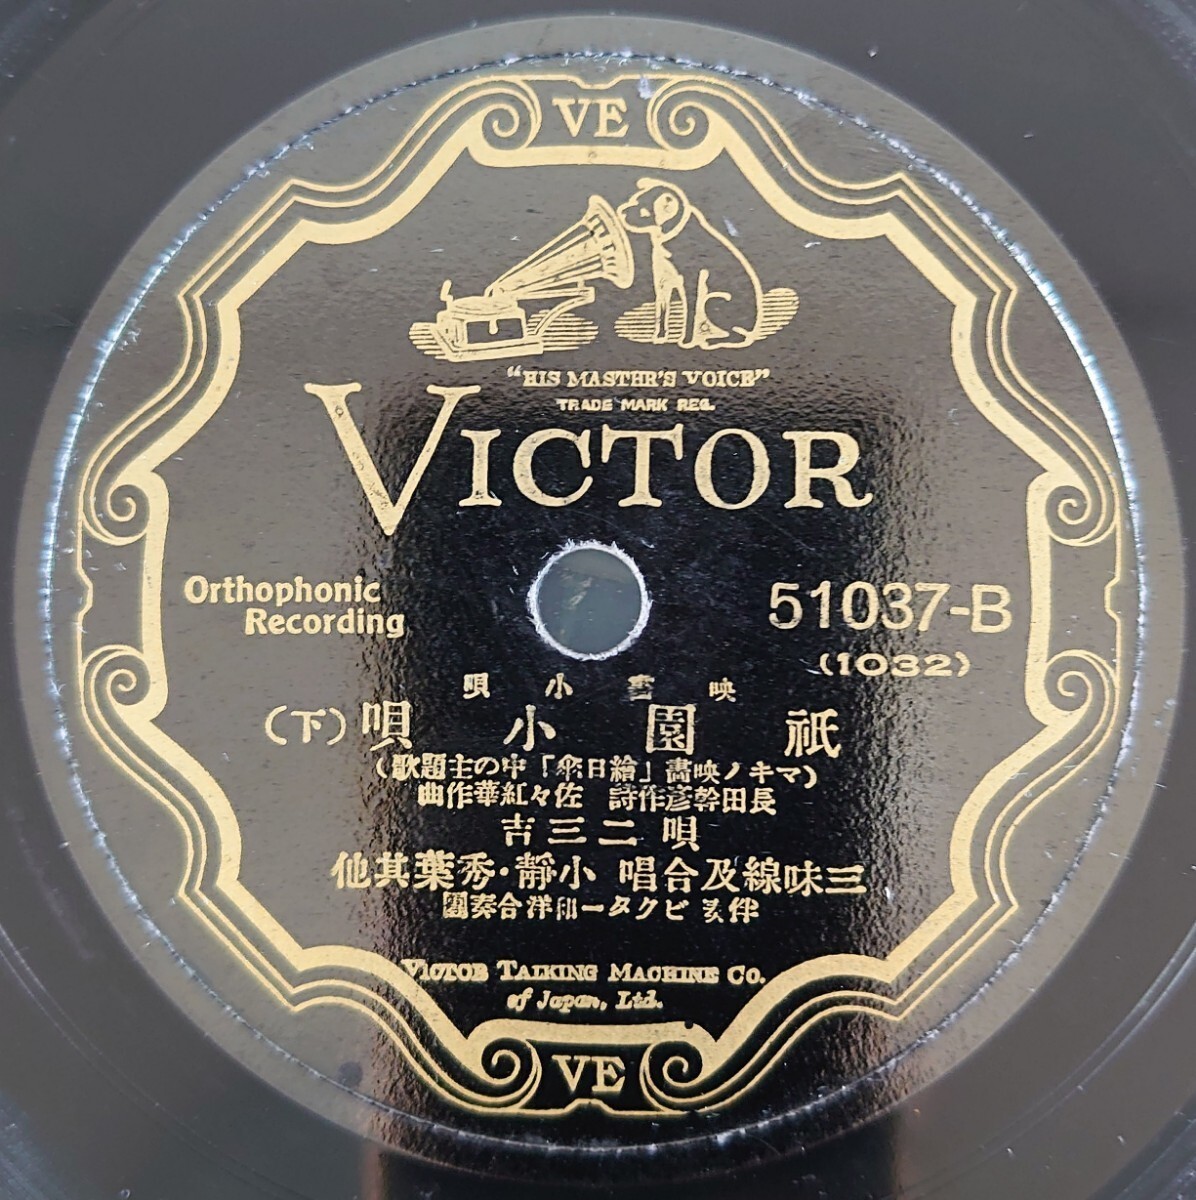 VE
"HIS MASTER'S VOICE"
TRADE MARK REG.
VICTOR
Orthophonic
Recording
51037-B
(1032)
映畫小唄
祇園小唄(下)
(マキノ映畫「繪日傘」中の主題歌)
長田幹彦作詩 佐々紅華作曲
唄 二三吉
三味線及合唱 小靜・秀葉其他
伴奏 ビクター和洋合奏團
VICTOR TALKING MACHINE CO.
of Japan, Ltd.
VE